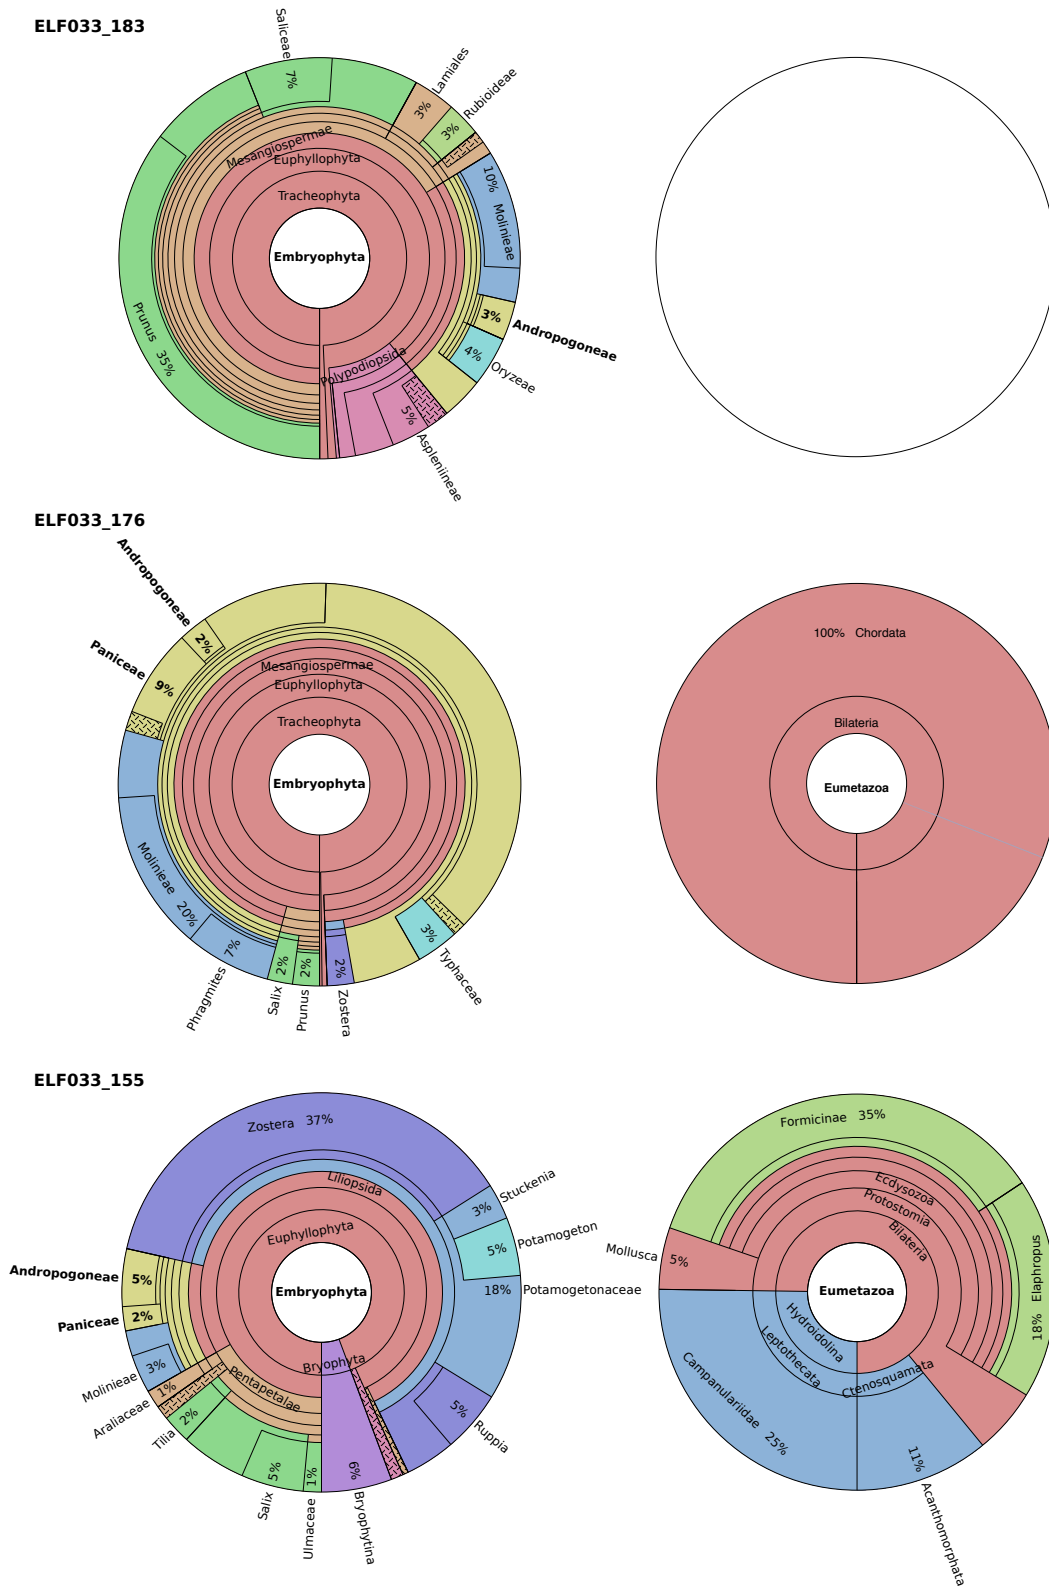 ELF033_183
Saliceae
7%
Lamiales
3%
Rubioideae
3%
Mesangiospermae
Euphyllophyta
Tracheophyta
Embryophyta
10% Molinieae
3%
Andropogoneae
4%
Oryzeae
Prunus 35%
Polypodiopsida
5%
Aspleniineae
ELF033_176
Andropogoneae
2%
Paniceae
9%
Mesangiospermae
Euphyllophyta
Tracheophyta
Embryophyta
Molinieae 20%
7%
Phragmites
2%
Salix
2%
Prunus
2%
Zostera
3%
Typhaceae
100% Chordata
Bilateria
Eumetazoa
ELF033_155
Zostera 37%
Liliopsida
Euphyllophyta
Embryophyta
Bryophyta
Pentapetalae
3%
Stuckenia
5%
Potamogeton
18%
Potamogetonaceae
5%
Ruppia
Andropogoneae
5%
Paniceae
2%
Molinieae
3%
Araliaceae
1%
Tilia
2%
Salix
5%
Ulmaceae
1%
6%
Bryophytina
Formicinae 35%
Ecdysozoa
Protostomia
Bilateria
Eumetazoa
Mollusca
5%
18% Elaphropus
Hydroidolina
Leptothecata
Ctenosquamata
Campanulariidae 25%
11%
Acanthomorphata